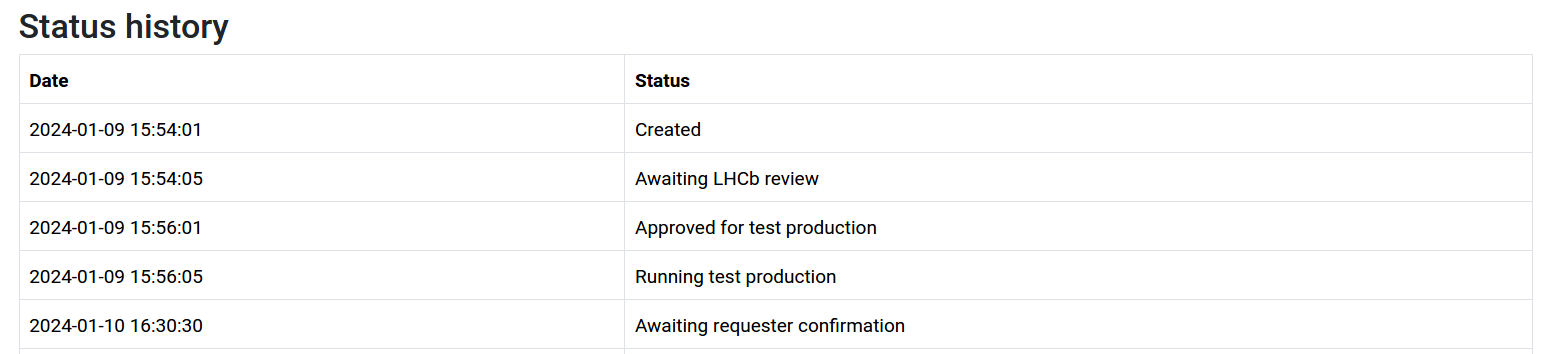 Status history
Date Status
2024-01-09 15:54:01 Created
2024-01-09 15:54:05 Awaiting LHCb review
2024-01-09 15:56:01 Approved for test production
2024-01-09 15:56:05 Running test production
2024-01-10 16:30:30 Awaiting requester confirmation